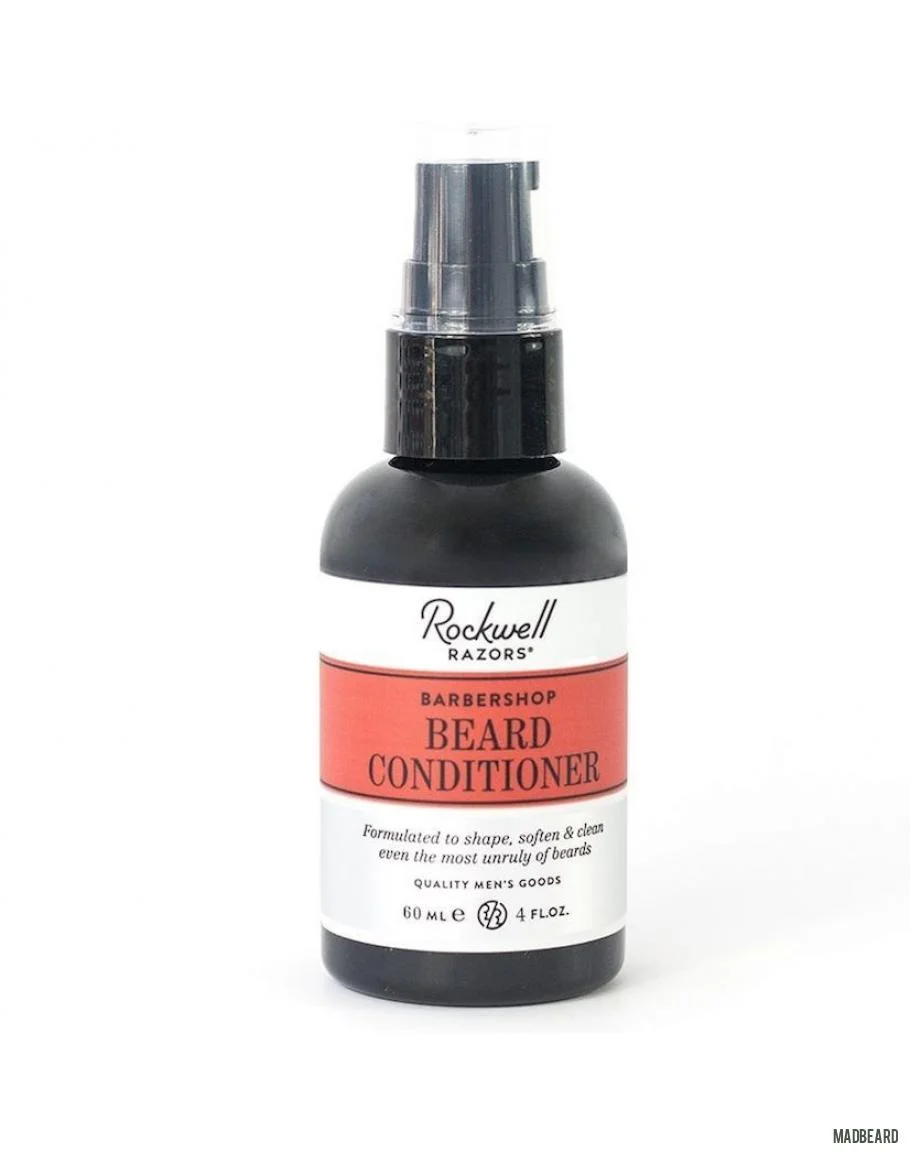 Rockwell
RAZORS®
BARBERSHOP
BEARD
CONDITIONER
Formulated to shape, soften & clean
even the most unruly of beards
QUALITY MEN'S GOODS
60 ML e 4 FL.OZ.
MADBEARD